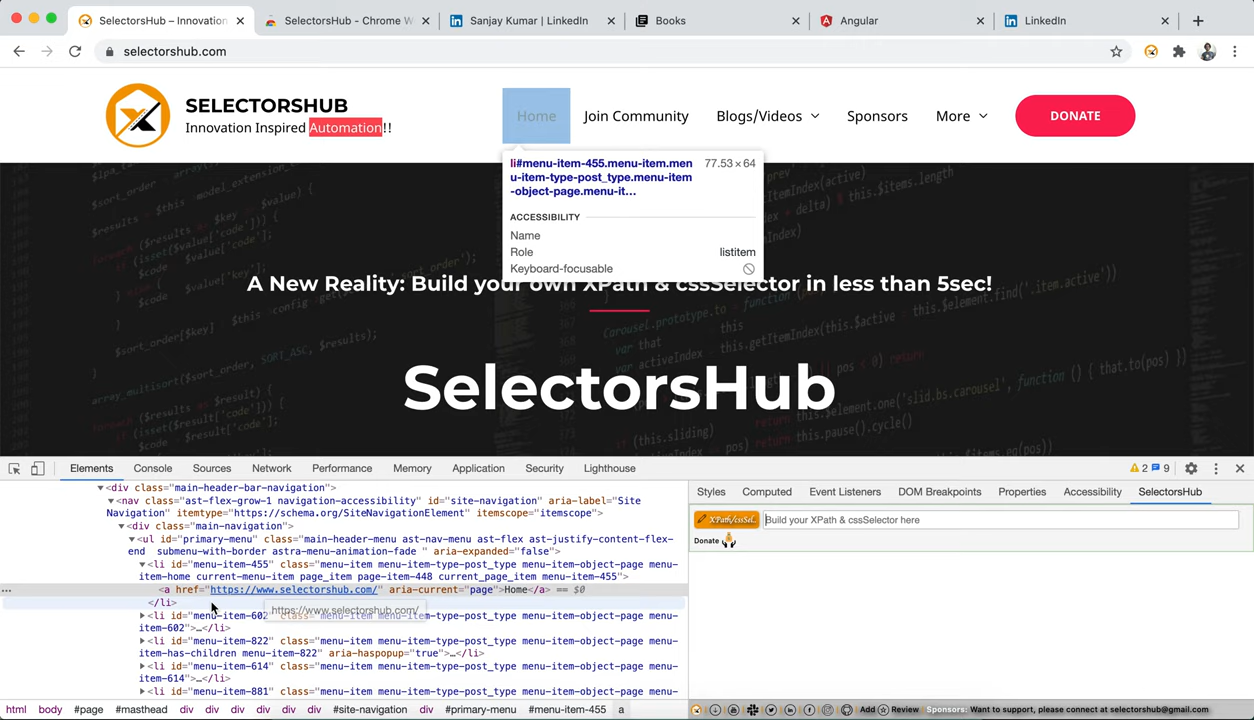 SelectorsHub – Innovation
SelectorsHub - Chrome W
Sanjay Kumar | LinkedIn
Books
Angular
LinkedIn
selectorshub.com
SELECTORSHUB
Innovation Inspired Automation!!
Home
Join Community
Blogs/Videos
Sponsors
More
DONATE
li#menu-item-455.menu-item.men
u-item-type-post_type.menu-item
-object-page.menu-it…
77.53 × 64
ACCESSIBILITY
Name
Role
listitem
Keyboard-focusable
A New Reality: Build your own XPath & cssSelector in less than 5sec!
SelectorsHub
Elements
Console
Sources
Network
Performance
Memory
Application
Security
Lighthouse
2
9
<div class="main-header-bar-navigation">
<nav class="ast-flex-grow-1 navigation-accessibility" id="site-navigation" aria-label="Site
Navigation" itemtype="https://schema.org/SiteNavigationElement" itemscope="itemscope">
<div class="main-navigation">
<ul id="primary-menu" class="main-header-menu ast-nav-menu ast-flex ast-justify-content-flex-
end  submenu-with-border astra-menu-animation-fade " aria-expanded="false">
<li id="menu-item-455" class="menu-item menu-item-type-post_type menu-item-object-page menu-
item-home current-menu-item page_item page-item-448 current_page_item menu-item-455">
<a href="https://www.selectorshub.com/" aria-current="page">Home</a> == $0
</li>
https://www.selectorshub.com/
<li id="menu-item-602" class="menu-item menu-item-type-post_type menu-item-object-page menu-
item-602">…</li>
<li id="menu-item-822" class="menu-item menu-item-type-post_type menu-item-object-page menu-
item-has-children menu-item-822" aria-haspopup="true">…</li>
<li id="menu-item-614" class="menu-item menu-item-type-post_type menu-item-object-page menu-
item-614">…</li>
<li id="menu-item-881" class="menu-item menu-item-type-post_type menu-item-object-page menu-
html
body
#page
#masthead
div
div
div
div
div
#site-navigation
div
#primary-menu
#menu-item-455
a
Styles
Computed
Event Listeners
DOM Breakpoints
Properties
Accessibility
SelectorsHub
XPath/cssSel..
Build your XPath & cssSelector here
Donate
Add
Review
Sponsors:
Want to support, please connect at selectorshub@gmail.com